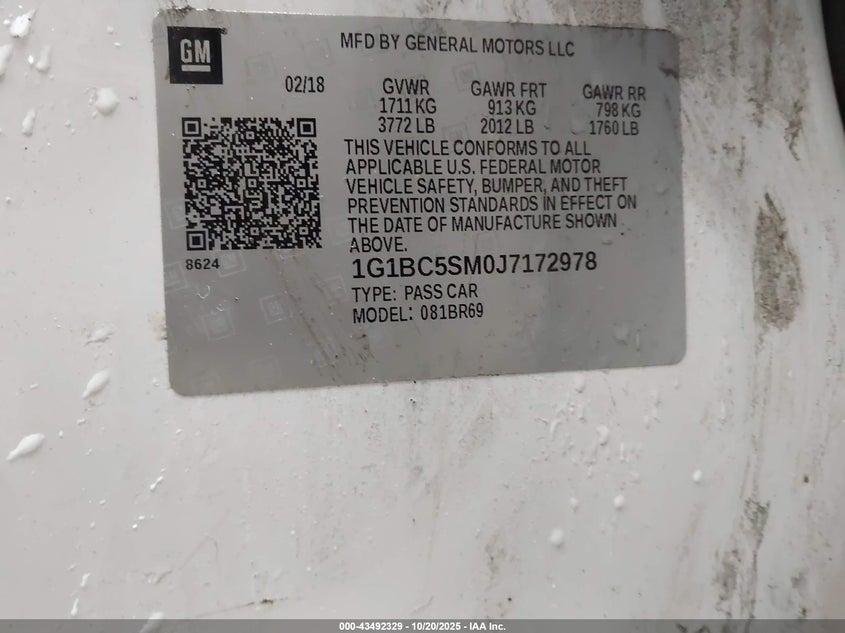 GM
MFD BY GENERAL MOTORS LLC
02/18 GVWR GAWR FRT GAWR RR
1711 KG 913 KG 798 KG
3772 LB 2012 LB 1760 LB
THIS VEHICLE CONFORMS TO ALL
APPLICABLE U.S. FEDERAL MOTOR
VEHICLE SAFETY, BUMPER, AND THEFT
PREVENTION STANDARDS IN EFFECT ON
THE DATE OF MANUFACTURE SHOWN
ABOVE.
8624
1G1BC5SM0J7172978
TYPE: PASS CAR
MODEL: 081BR69
000-43492329 - 10/20/2025 - IAA Inc.